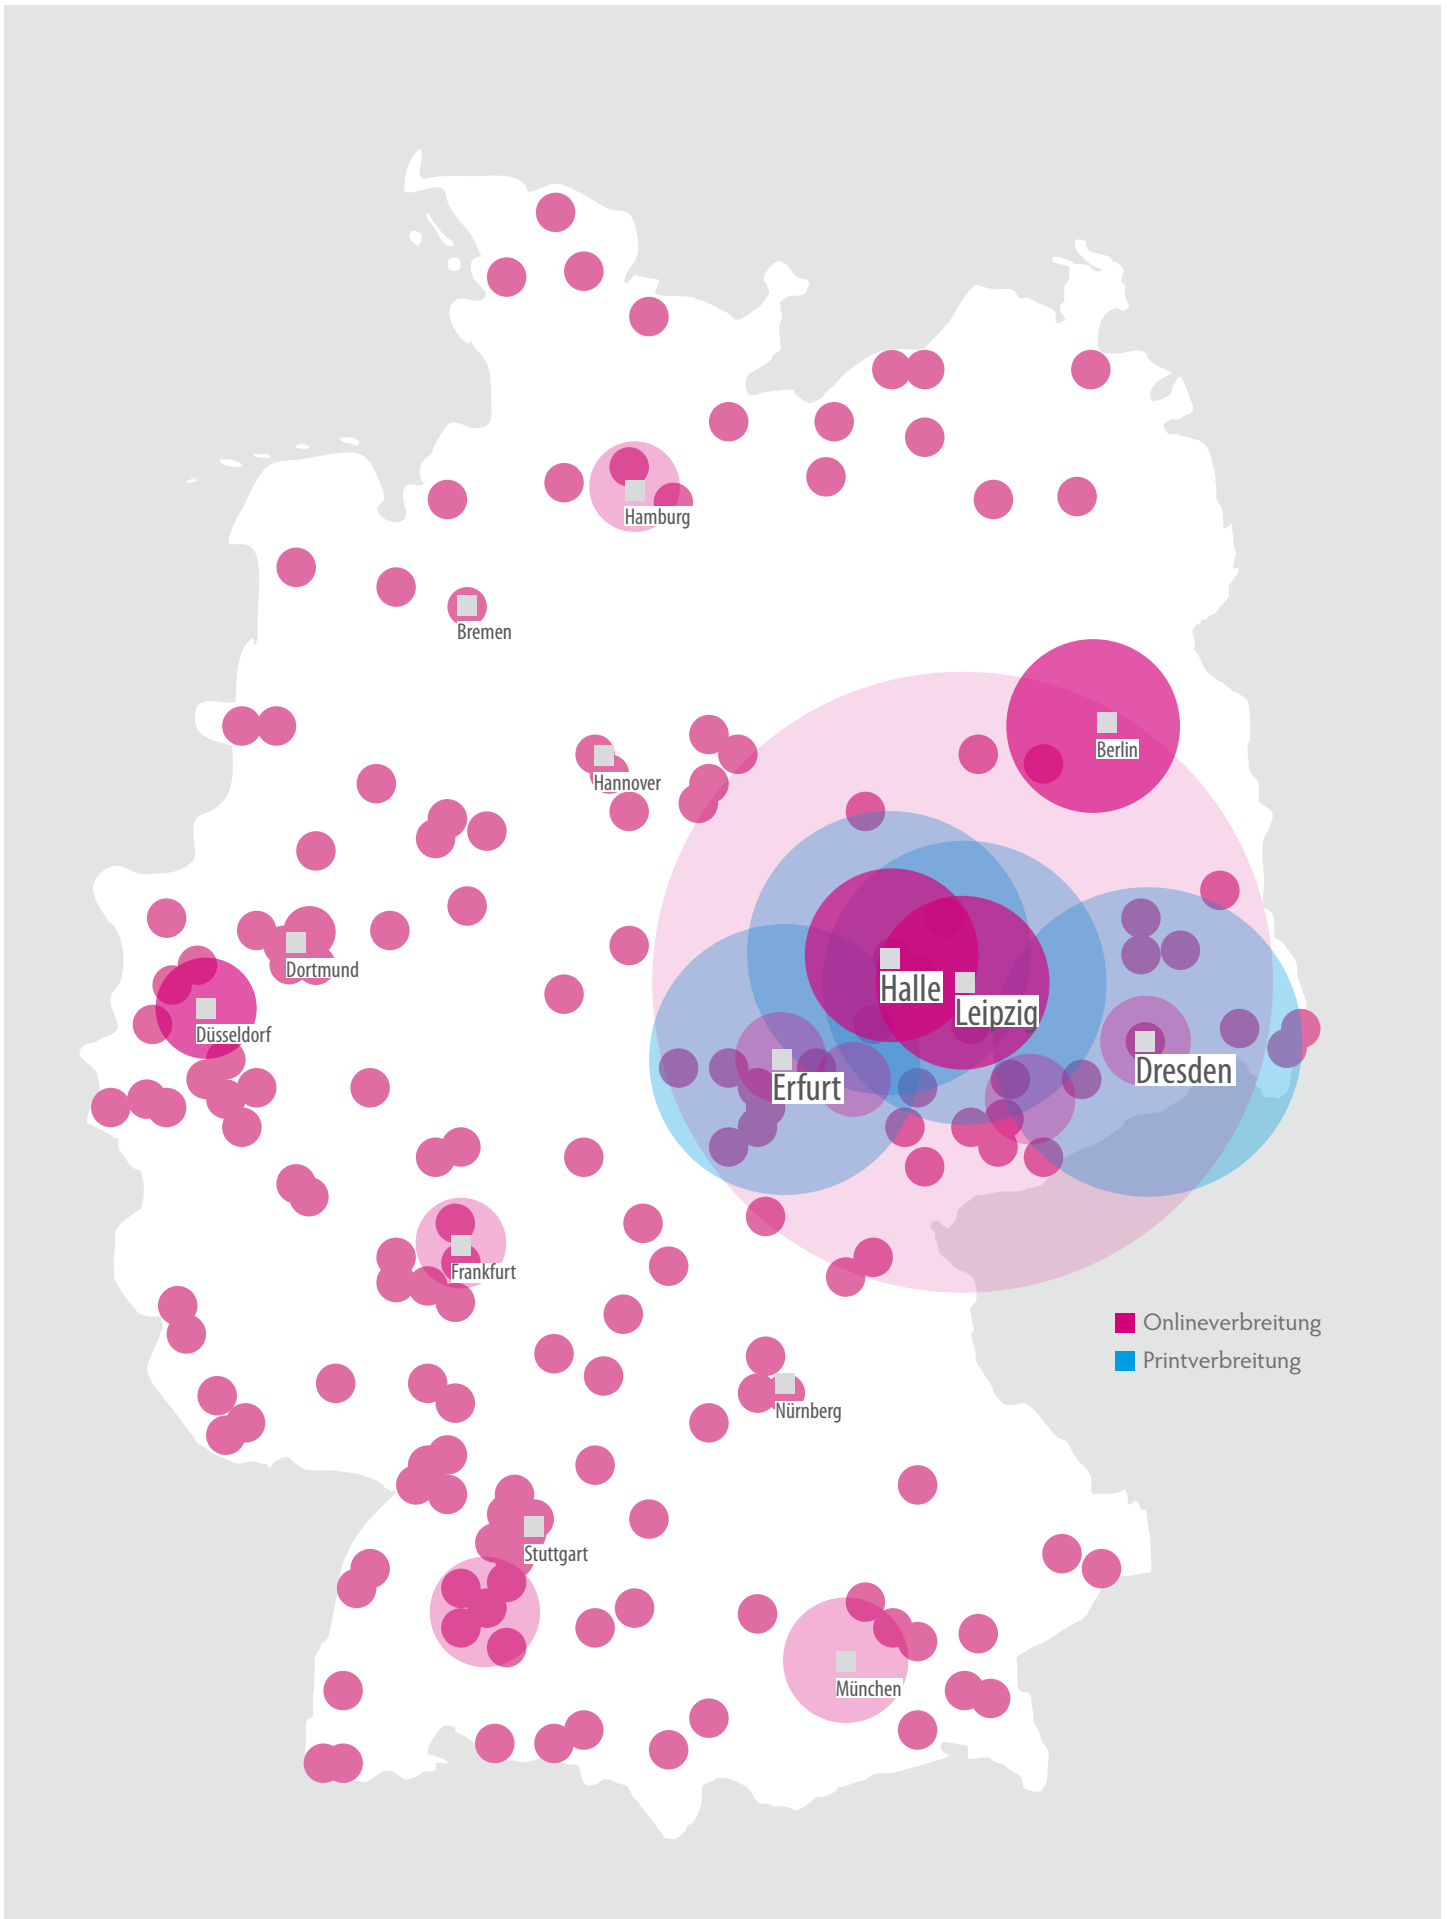 Hamburg
Bremen
Berlin
Hannover
Dortmund
Halle
Leipzig
Düsseldorf
Dresden
Erfurt
Frankfurt
Onlineverbreitung
Printverbreitung
Nürnberg
Stuttgart
München